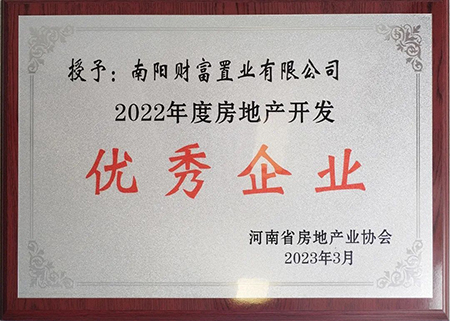 授予：南阳财富置业有限公司
2022年度房地产开发
优秀企业
河南省房地产业协会
2023年3月